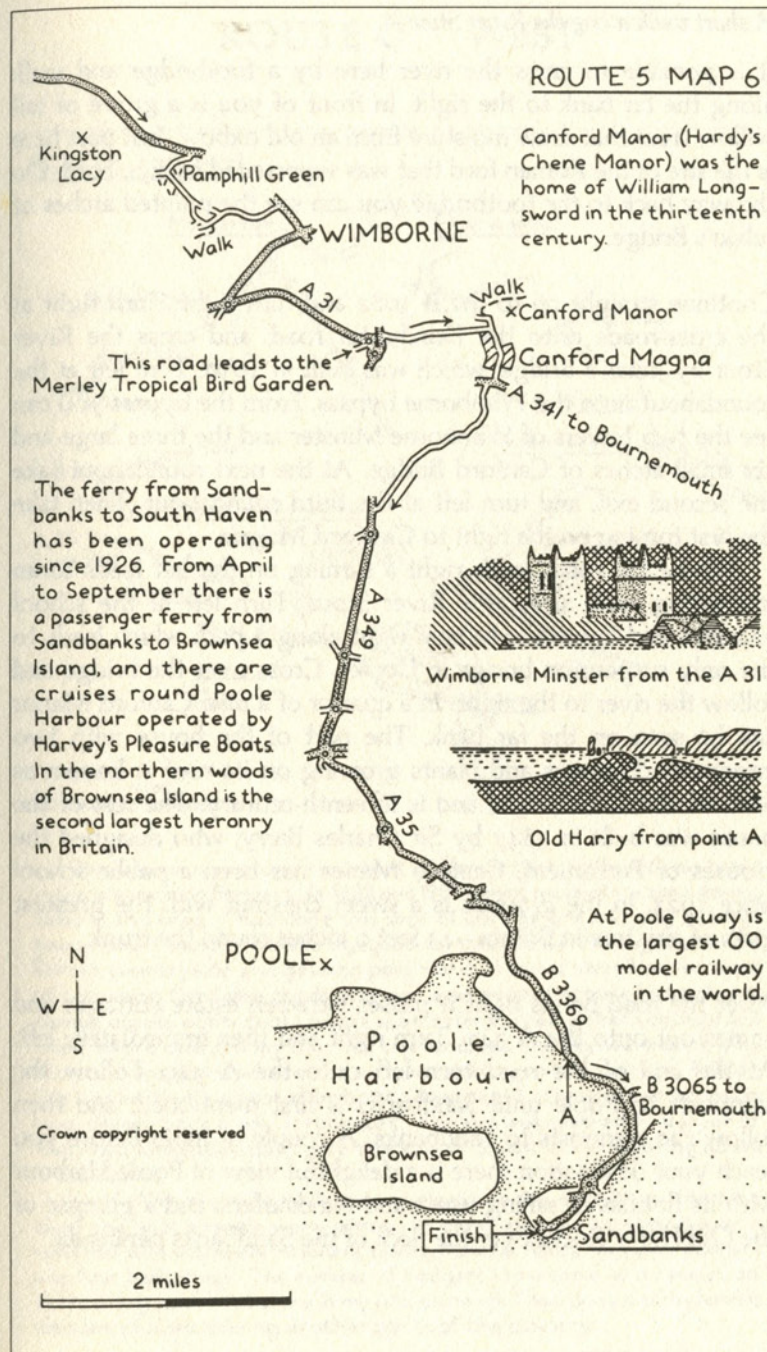 ROUTE 5 MAP 6
Canford Manor (Hardy's
Chene Manor) was the
home of William Long-
sword in the thirteenth
century.
Kingston
Lacy
Pamphill Green
Walk
WIMBORNE
A 31
Walk
Canford Manor
Canford Magna
This road leads to the
Merley Tropical Bird Garden.
A 341 to Bournemouth
The ferry from Sand-
banks to South Haven
has been operating
since 1926. From April
to September there is
a passenger ferry from
Sandbanks to Brownsea
Island, and there are
cruises round Poole
Harbour operated by
Harvey's Pleasure Boats.
In the northern woods
of Brownsea Island is the
second largest heronry
in Britain.
A 349
Wimborne Minster from the A 31
Old Harry from point A
A 35
At Poole Quay is
the largest OO
model railway
in the world.
N
W E
S
POOLE
B 3369
Poole
Harbour
A
B 3065 to
Bournemouth
Crown copyright reserved
Brownsea
Island
Finish
Sandbanks
2 miles